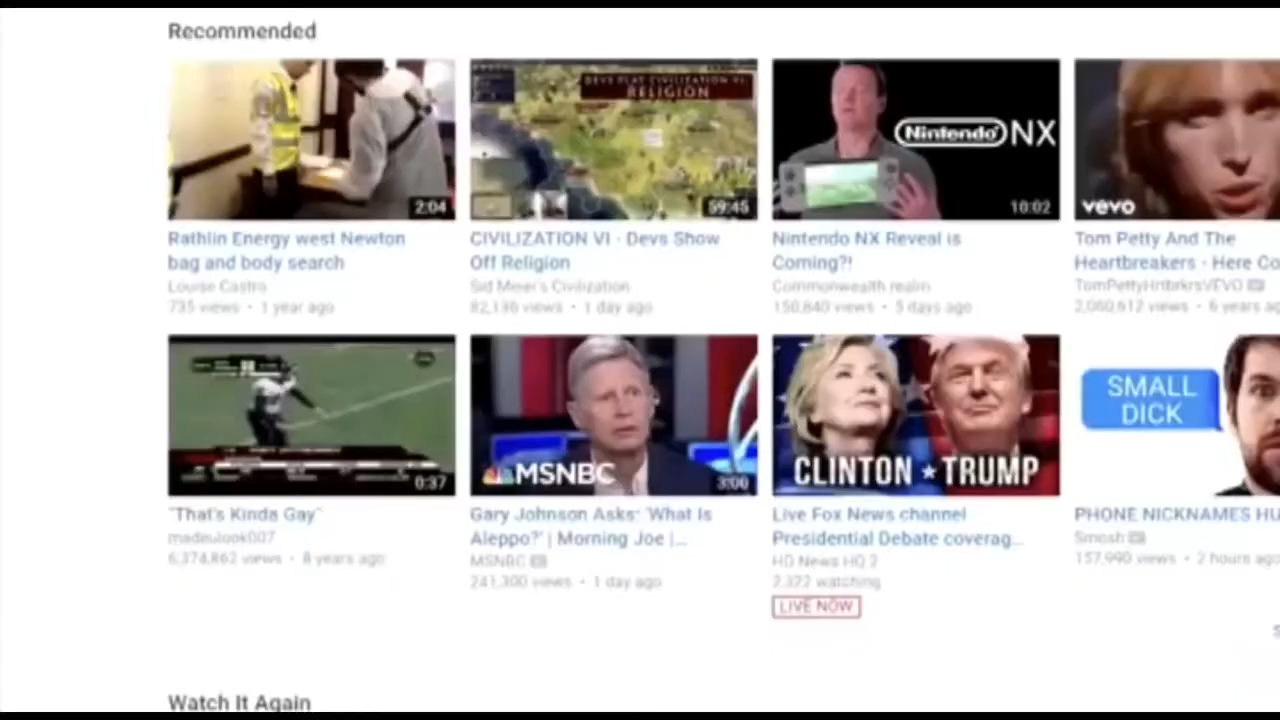 Recommended
2:04
Rathlin Energy west Newton
bag and body search
Louise Castro
735 views • 1 year ago
DEVS PLAY CIVILIZATION VI:
RELIGION
59:45
CIVILIZATION VI - Devs Show
Off Religion
Sid Meier's Civilization
82,136 views • 1 day ago
Nintendo NX
10:02
Nintendo NX Reveal is
Coming?!
Commonwealth realm
150,840 views • 5 days ago
vevo
Tom Petty And The
Heartbreakers - Here Co
TomPettyHrtbrkrsVEVO
2,060,612 views • 6 years ag
0:37
"That's Kinda Gay"
madeulook007
6,374,862 views • 8 years ago
MSNBC
3:00
Gary Johnson Asks: 'What Is
Aleppo?' | Morning Joe |...
MSNBC
241,300 views • 1 day ago
CLINTON ★ TRUMP
Live Fox News channel
Presidential Debate coverag...
HD News HQ 2
2,322 watching
LIVE NOW
SMALL
DICK
PHONE NICKNAMES HU
Smosh
157,990 views • 2 hours ago
Watch It Again